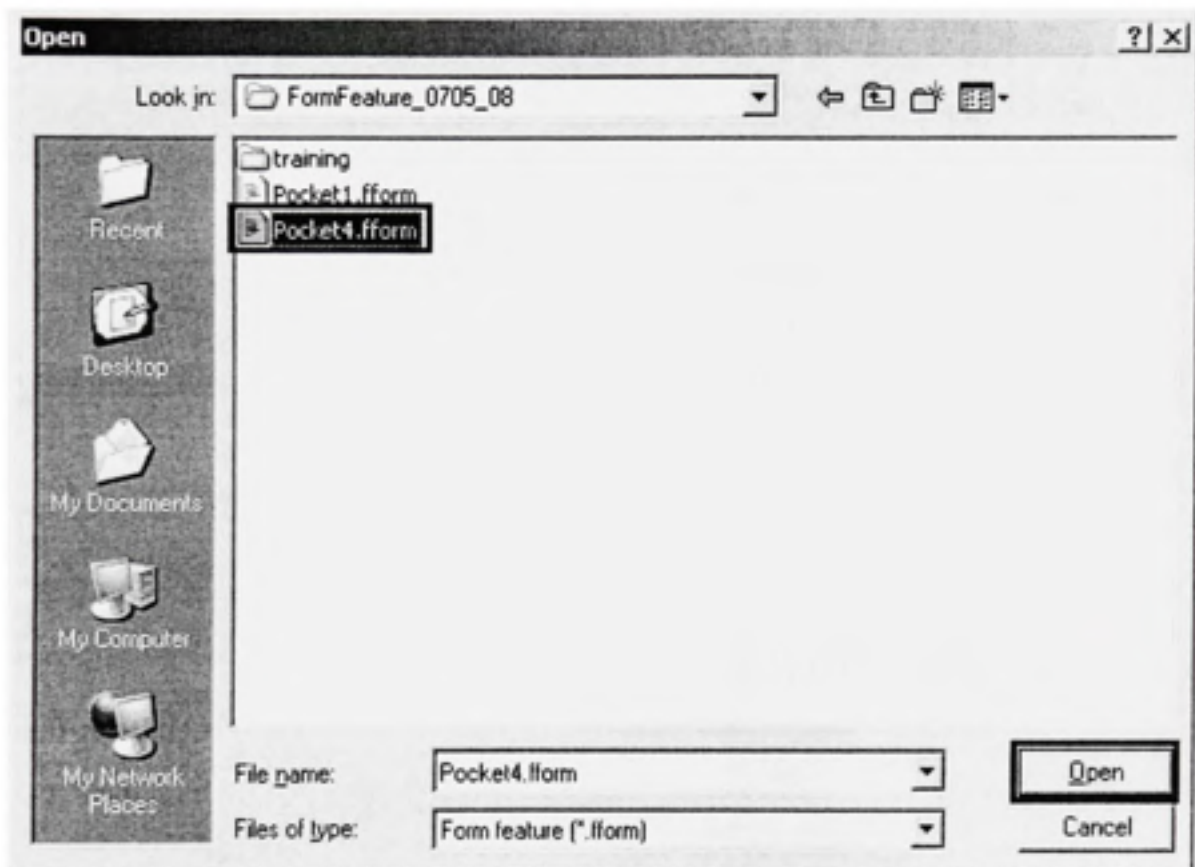 Open
Look in: FormFeature_0705_08
training
Pocket1.fform
Pocket4.fform
Recent
Desktop
My Documents
My Computer
My Network
Places
File name: Pocket4.fform
Open
Files of type: Form feature (*.fform)
Cancel